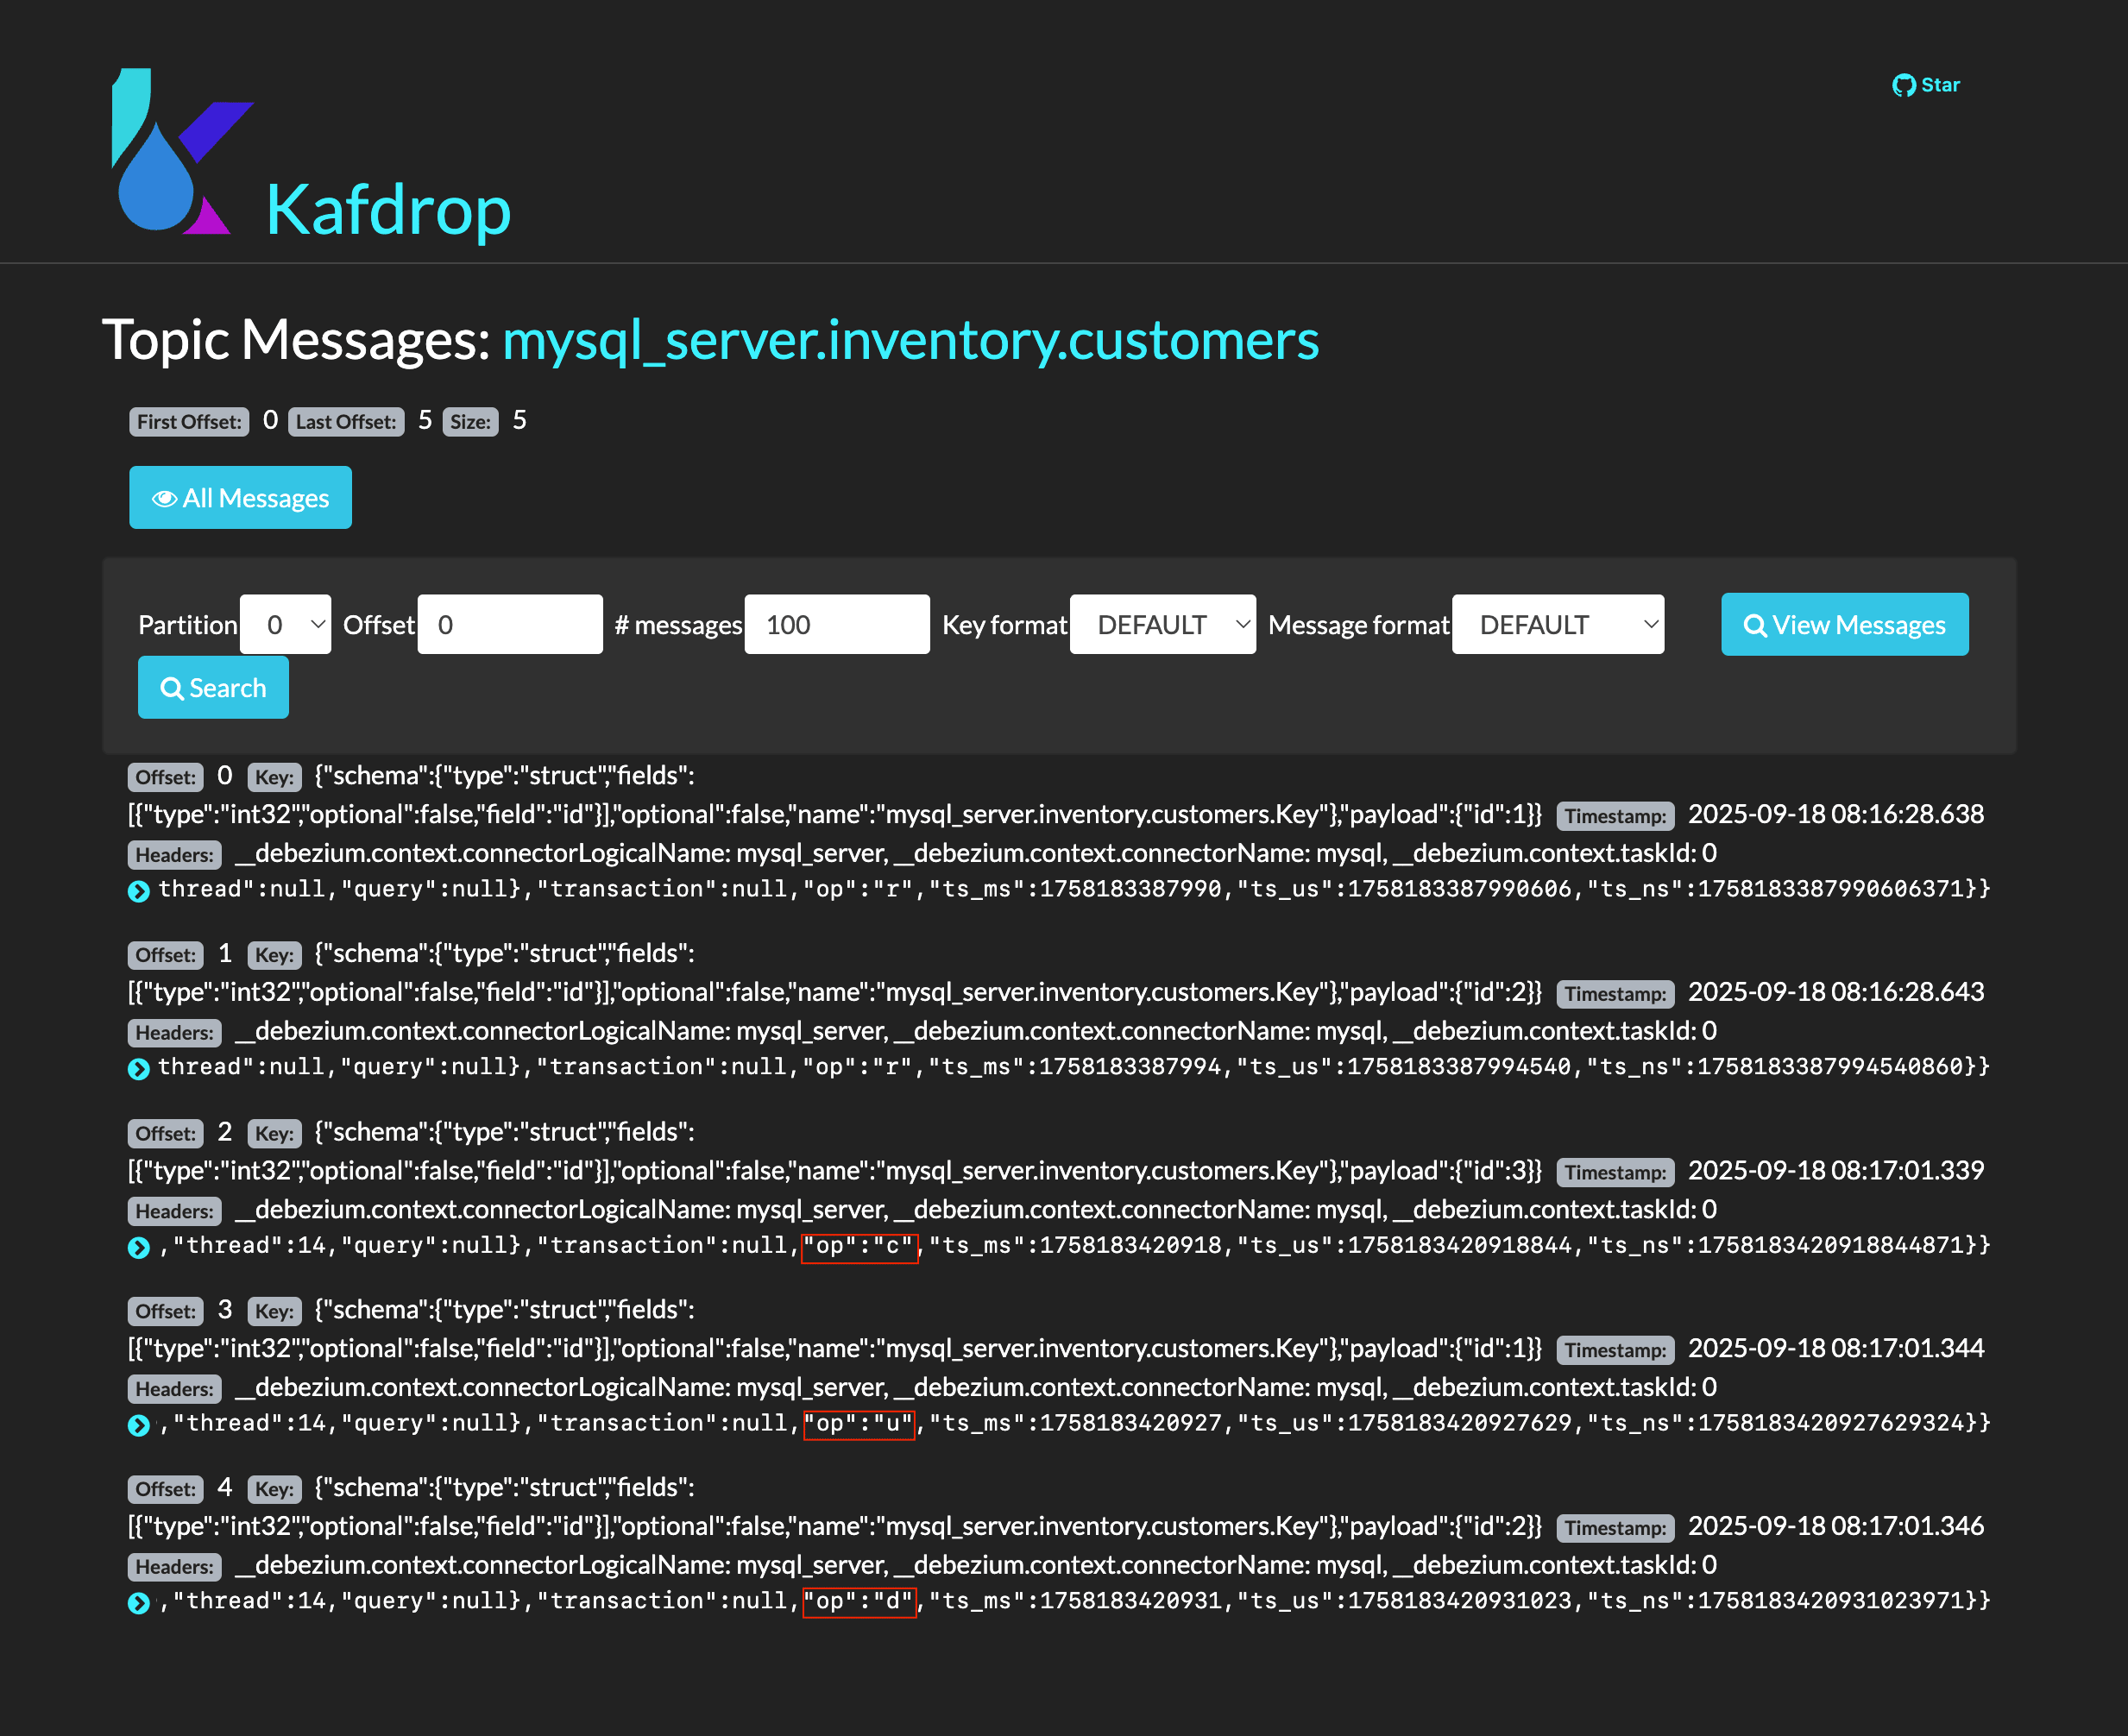 Star
Kafdrop
Topic Messages: mysql_server.inventory.customers
First Offset: 0 Last Offset: 5 Size: 5
All Messages
Partition 0 Offset 0 # messages 100 Key format DEFAULT Message format DEFAULT View Messages
Search
Offset: 0 Key: {"schema":{"type":"struct","fields":
[{"type":"int32","optional":false,"field":"id"}],"optional":false,"name":"mysql_server.inventory.customers.Key"},"payload":{"id":1}} Timestamp: 2025-09-18 08:16:28.638
Headers: __debezium.context.connectorLogicalName: mysql_server, __debezium.context.connectorName: mysql, __debezium.context.taskId: 0
thread":null,"query":null},"transaction":null,"op":"r","ts_ms":1758183387990,"ts_us":1758183387990606,"ts_ns":1758183387990606371}}
Offset: 1 Key: {"schema":{"type":"struct","fields":
[{"type":"int32","optional":false,"field":"id"}],"optional":false,"name":"mysql_server.inventory.customers.Key"},"payload":{"id":2}} Timestamp: 2025-09-18 08:16:28.643
Headers: __debezium.context.connectorLogicalName: mysql_server, __debezium.context.connectorName: mysql, __debezium.context.taskId: 0
thread":null,"query":null},"transaction":null,"op":"r","ts_ms":1758183387994,"ts_us":1758183387994540,"ts_ns":1758183387994540860}}
Offset: 2 Key: {"schema":{"type":"struct","fields":
[{"type":"int32","optional":false,"field":"id"}],"optional":false,"name":"mysql_server.inventory.customers.Key"},"payload":{"id":3}} Timestamp: 2025-09-18 08:17:01.339
Headers: __debezium.context.connectorLogicalName: mysql_server, __debezium.context.connectorName: mysql, __debezium.context.taskId: 0
,"thread":14,"query":null},"transaction":null,"op":"c","ts_ms":1758183420918,"ts_us":1758183420918844,"ts_ns":1758183420918844871}}
Offset: 3 Key: {"schema":{"type":"struct","fields":
[{"type":"int32","optional":false,"field":"id"}],"optional":false,"name":"mysql_server.inventory.customers.Key"},"payload":{"id":1}} Timestamp: 2025-09-18 08:17:01.344
Headers: __debezium.context.connectorLogicalName: mysql_server, __debezium.context.connectorName: mysql, __debezium.context.taskId: 0
,"thread":14,"query":null},"transaction":null,"op":"u","ts_ms":1758183420927,"ts_us":1758183420927629,"ts_ns":1758183420927629324}}
Offset: 4 Key: {"schema":{"type":"struct","fields":
[{"type":"int32","optional":false,"field":"id"}],"optional":false,"name":"mysql_server.inventory.customers.Key"},"payload":{"id":2}} Timestamp: 2025-09-18 08:17:01.346
Headers: __debezium.context.connectorLogicalName: mysql_server, __debezium.context.connectorName: mysql, __debezium.context.taskId: 0
,"thread":14,"query":null},"transaction":null,"op":"d","ts_ms":1758183420931,"ts_us":1758183420931023,"ts_ns":1758183420931023971}}